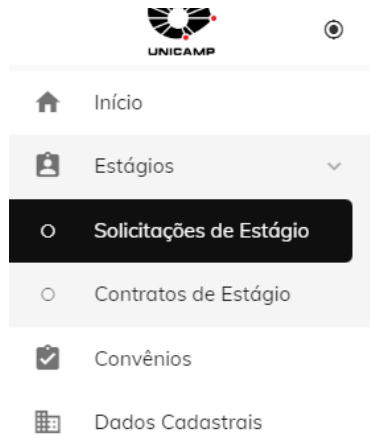 UNICAMP
Início
Estágios
Solicitações de Estágio
Contratos de Estágio
Convênios
Dados Cadastrais